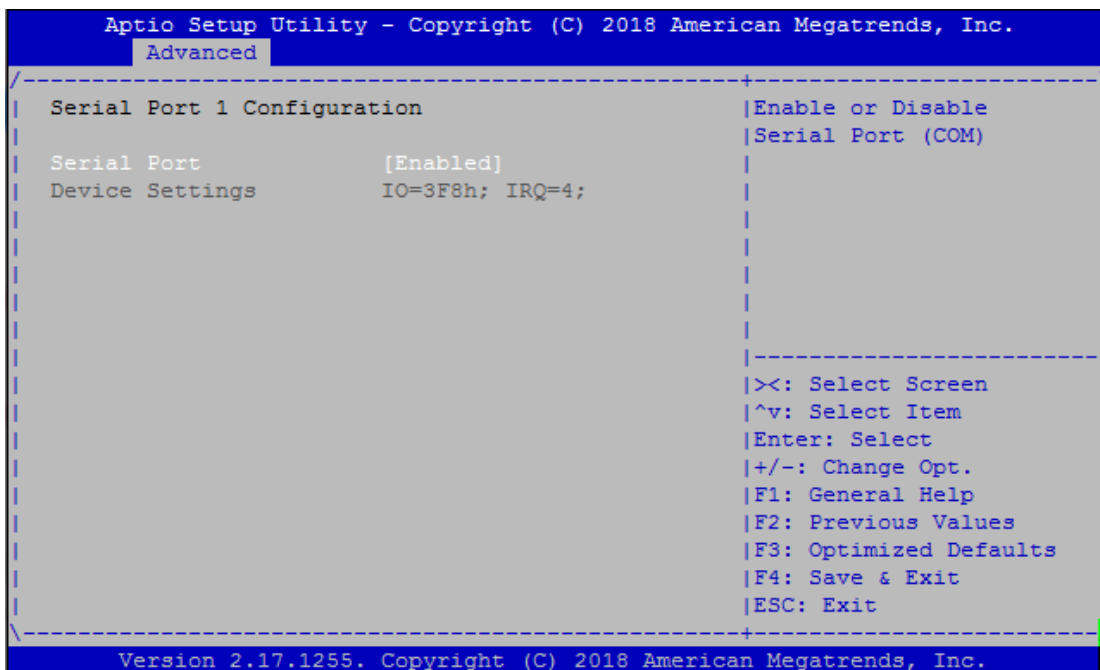 Aptio Setup Utility - Copyright (C) 2018 American Megatrends, Inc.
Advanced
Serial Port 1 Configuration
Serial Port [Enabled]
Device Settings IO=3F8h; IRQ=4;
Enable or Disable
Serial Port (COM)
><: Select Screen
^v: Select Item
Enter: Select
+/-: Change Opt.
F1: General Help
F2: Previous Values
F3: Optimized Defaults
F4: Save & Exit
ESC: Exit
Version 2.17.1255. Copyright (C) 2018 American Megatrends, Inc.